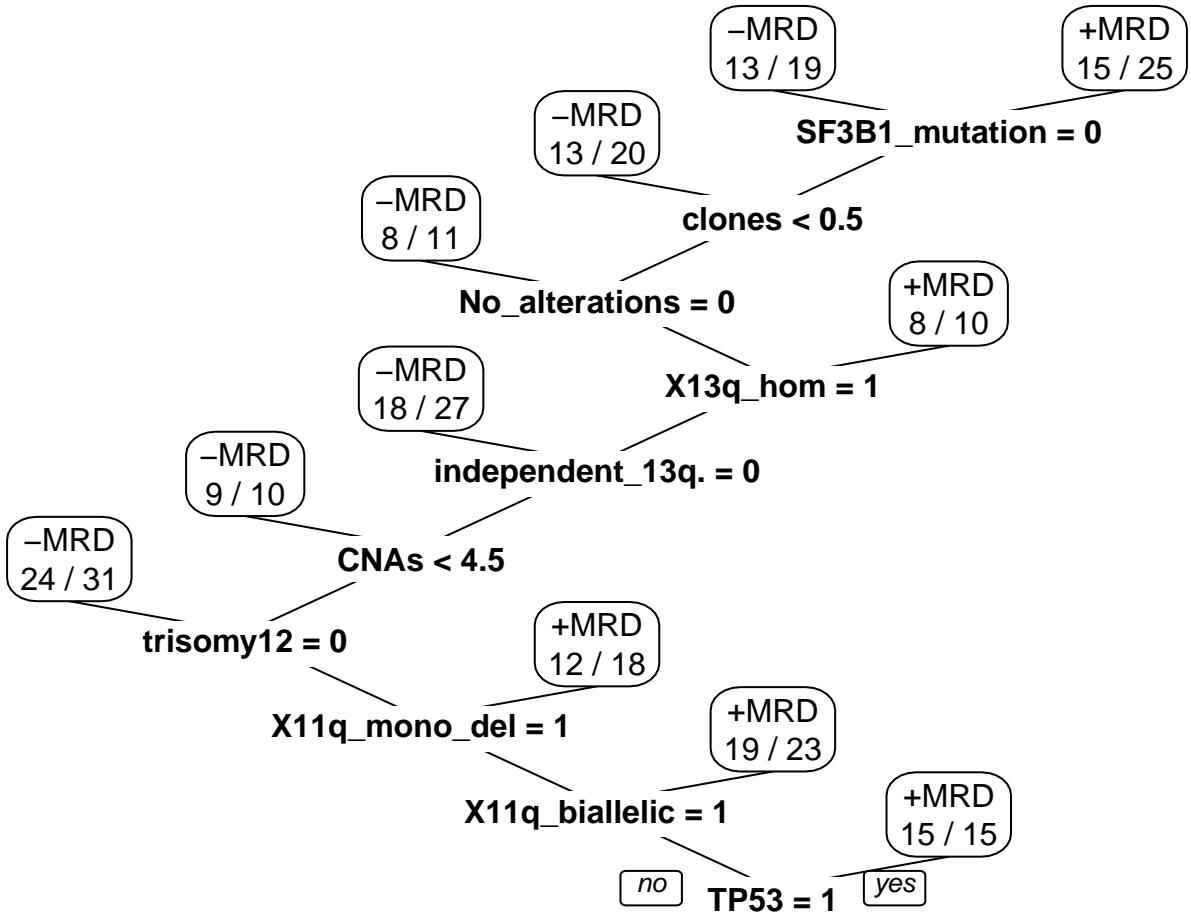 –MRD
13 / 19
+MRD
15 / 25
SF3B1_mutation = 0
–MRD
13 / 20
clones < 0.5
–MRD
8 / 11
No_alterations = 0
+MRD
8 / 10
X13q_hom = 1
–MRD
18 / 27
independent_13q. = 0
–MRD
9 / 10
CNAs < 4.5
–MRD
24 / 31
trisomy12 = 0
+MRD
12 / 18
X11q_mono_del = 1
+MRD
19 / 23
X11q_biallelic = 1
+MRD
15 / 15
no
TP53 = 1
yes